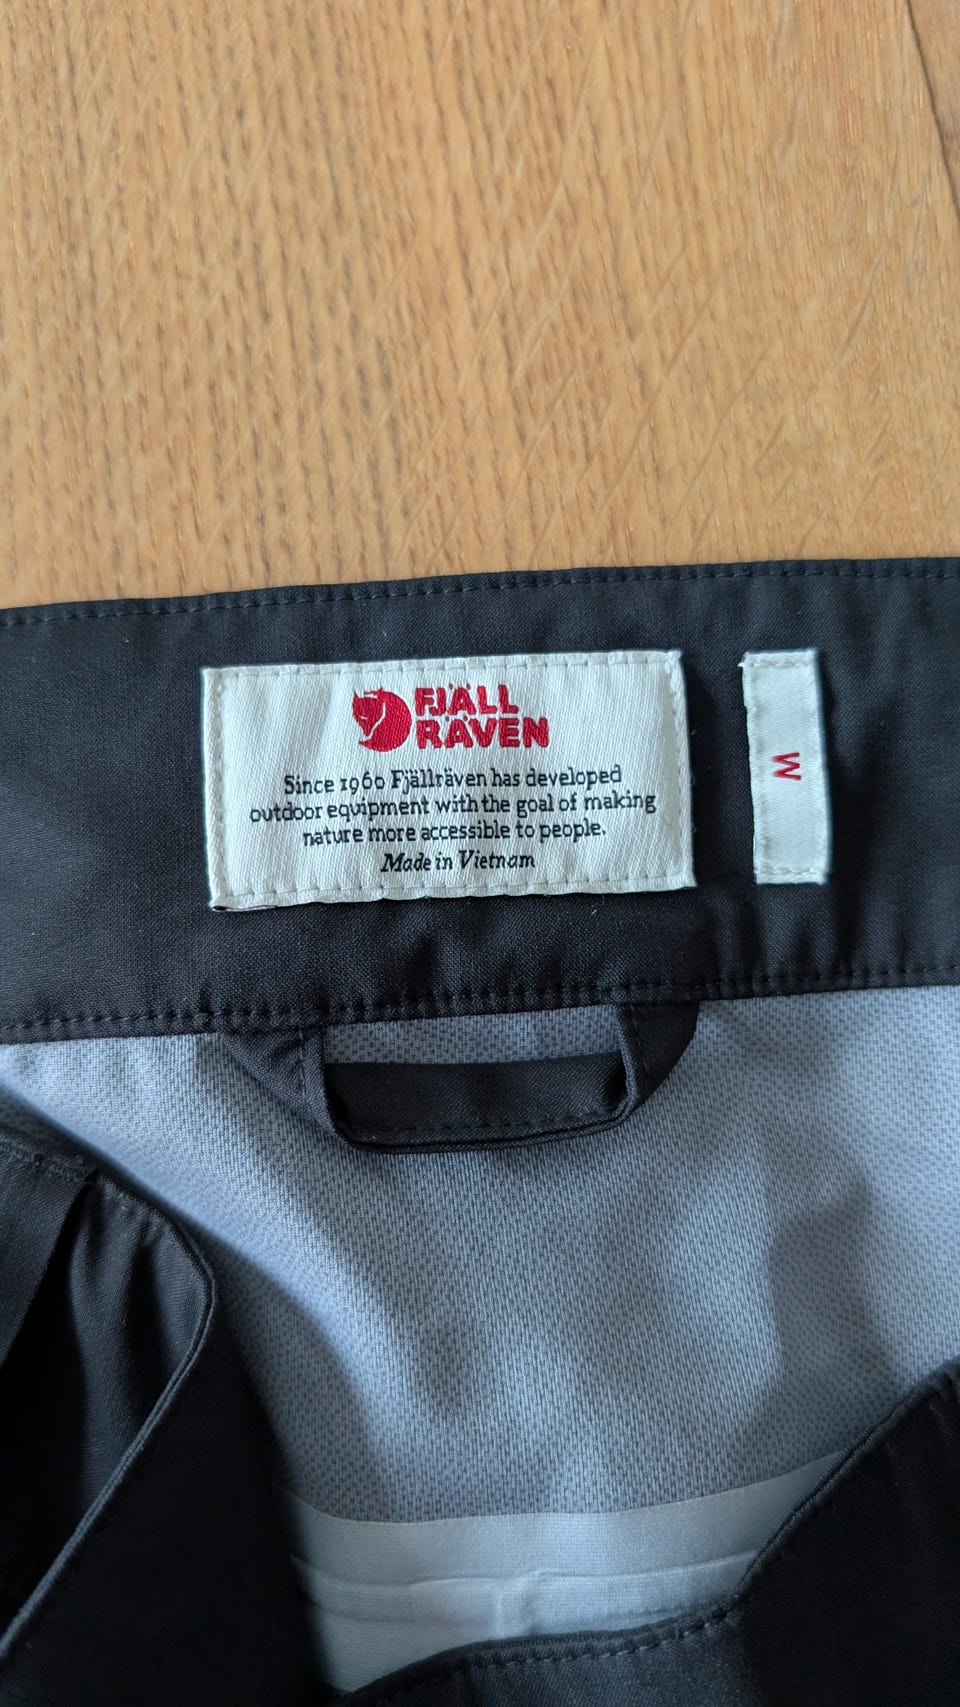 FJÄLL
RÄVEN
Since 1960 Fjällräven has developed
outdoor equipment with the goal of making
nature more accessible to people.
Made in Vietnam
M